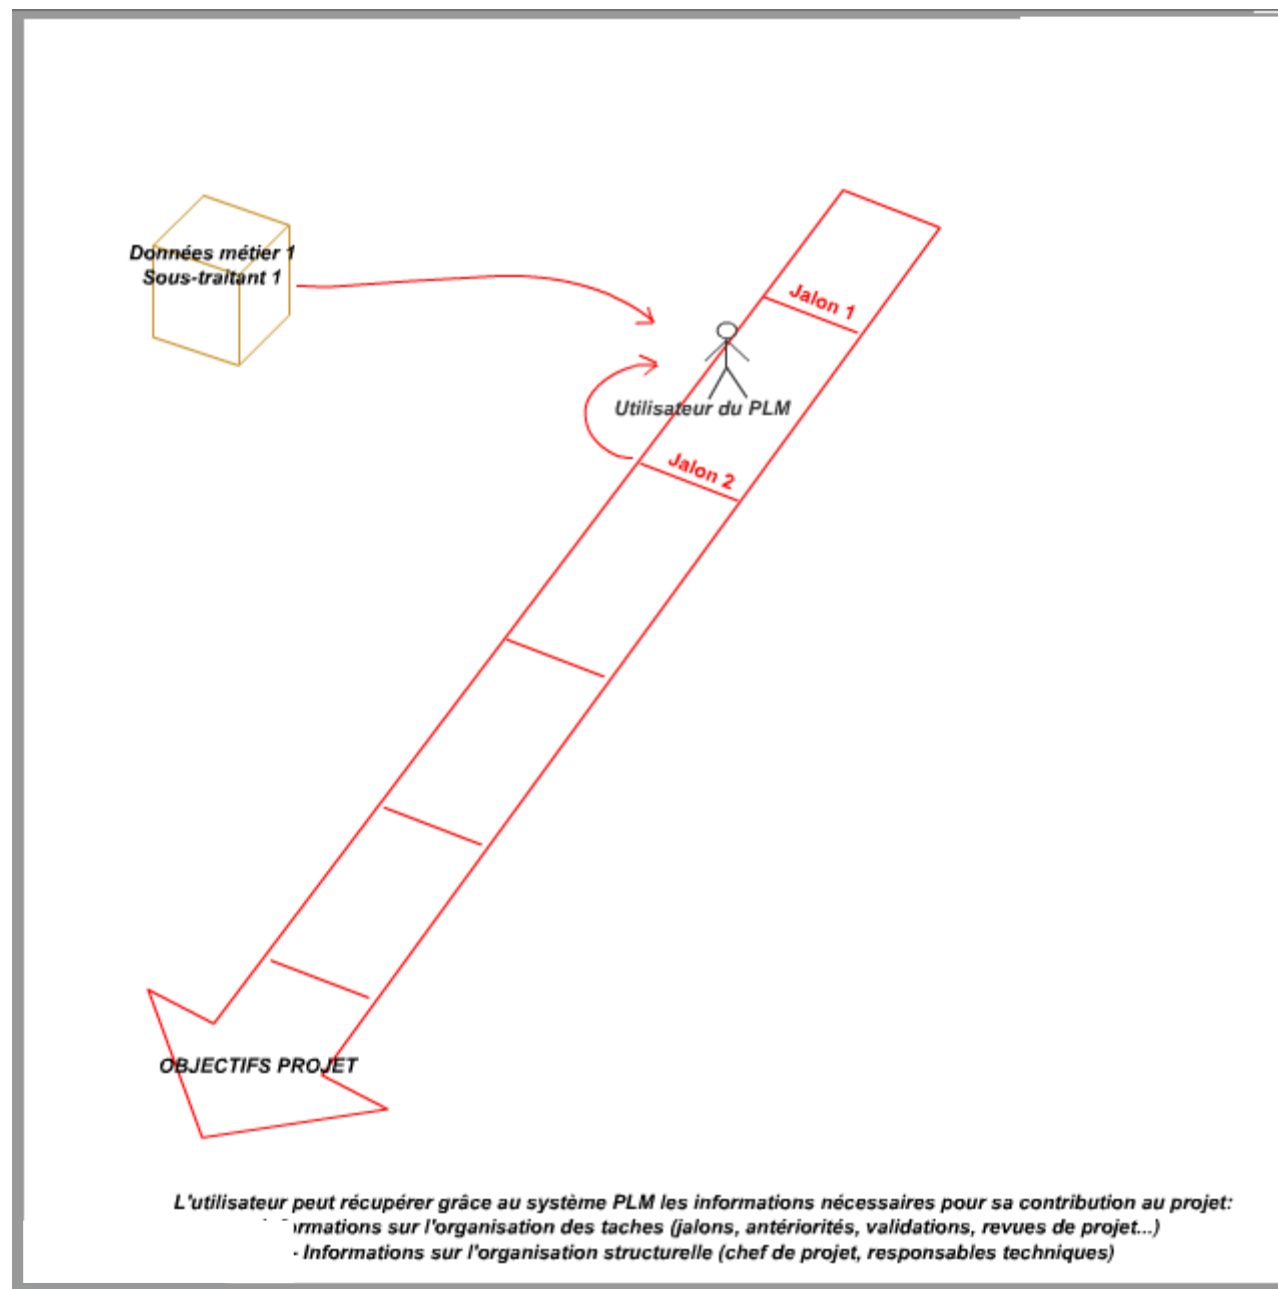 Données métier 1
Sous-traitant 1
Jalon 1
Utilisateur du PLM
Jalon 2
OBJECTIFS PROJET
L'utilisateur peut récupérer grâce au système PLM les informations nécessaires pour sa contribution au projet:
sur l'organisation des taches (jalons, antériorités, validations, revues de projet...)
- Informations sur l'organisation structurelle (chef de projet, responsables techniques)